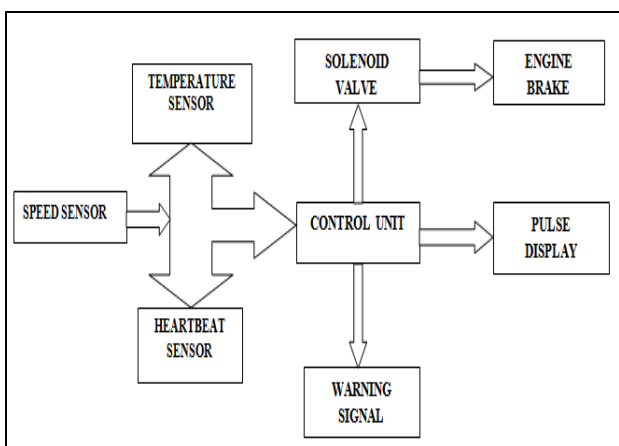 SOLENOID
VALVE
ENGINE
BRAKE
TEMPERATURE
SENSOR
SPEED SENSOR
CONTROL UNIT
PULSE
DISPLAY
HEARTBEAT
SENSOR
WARNING
SIGNAL